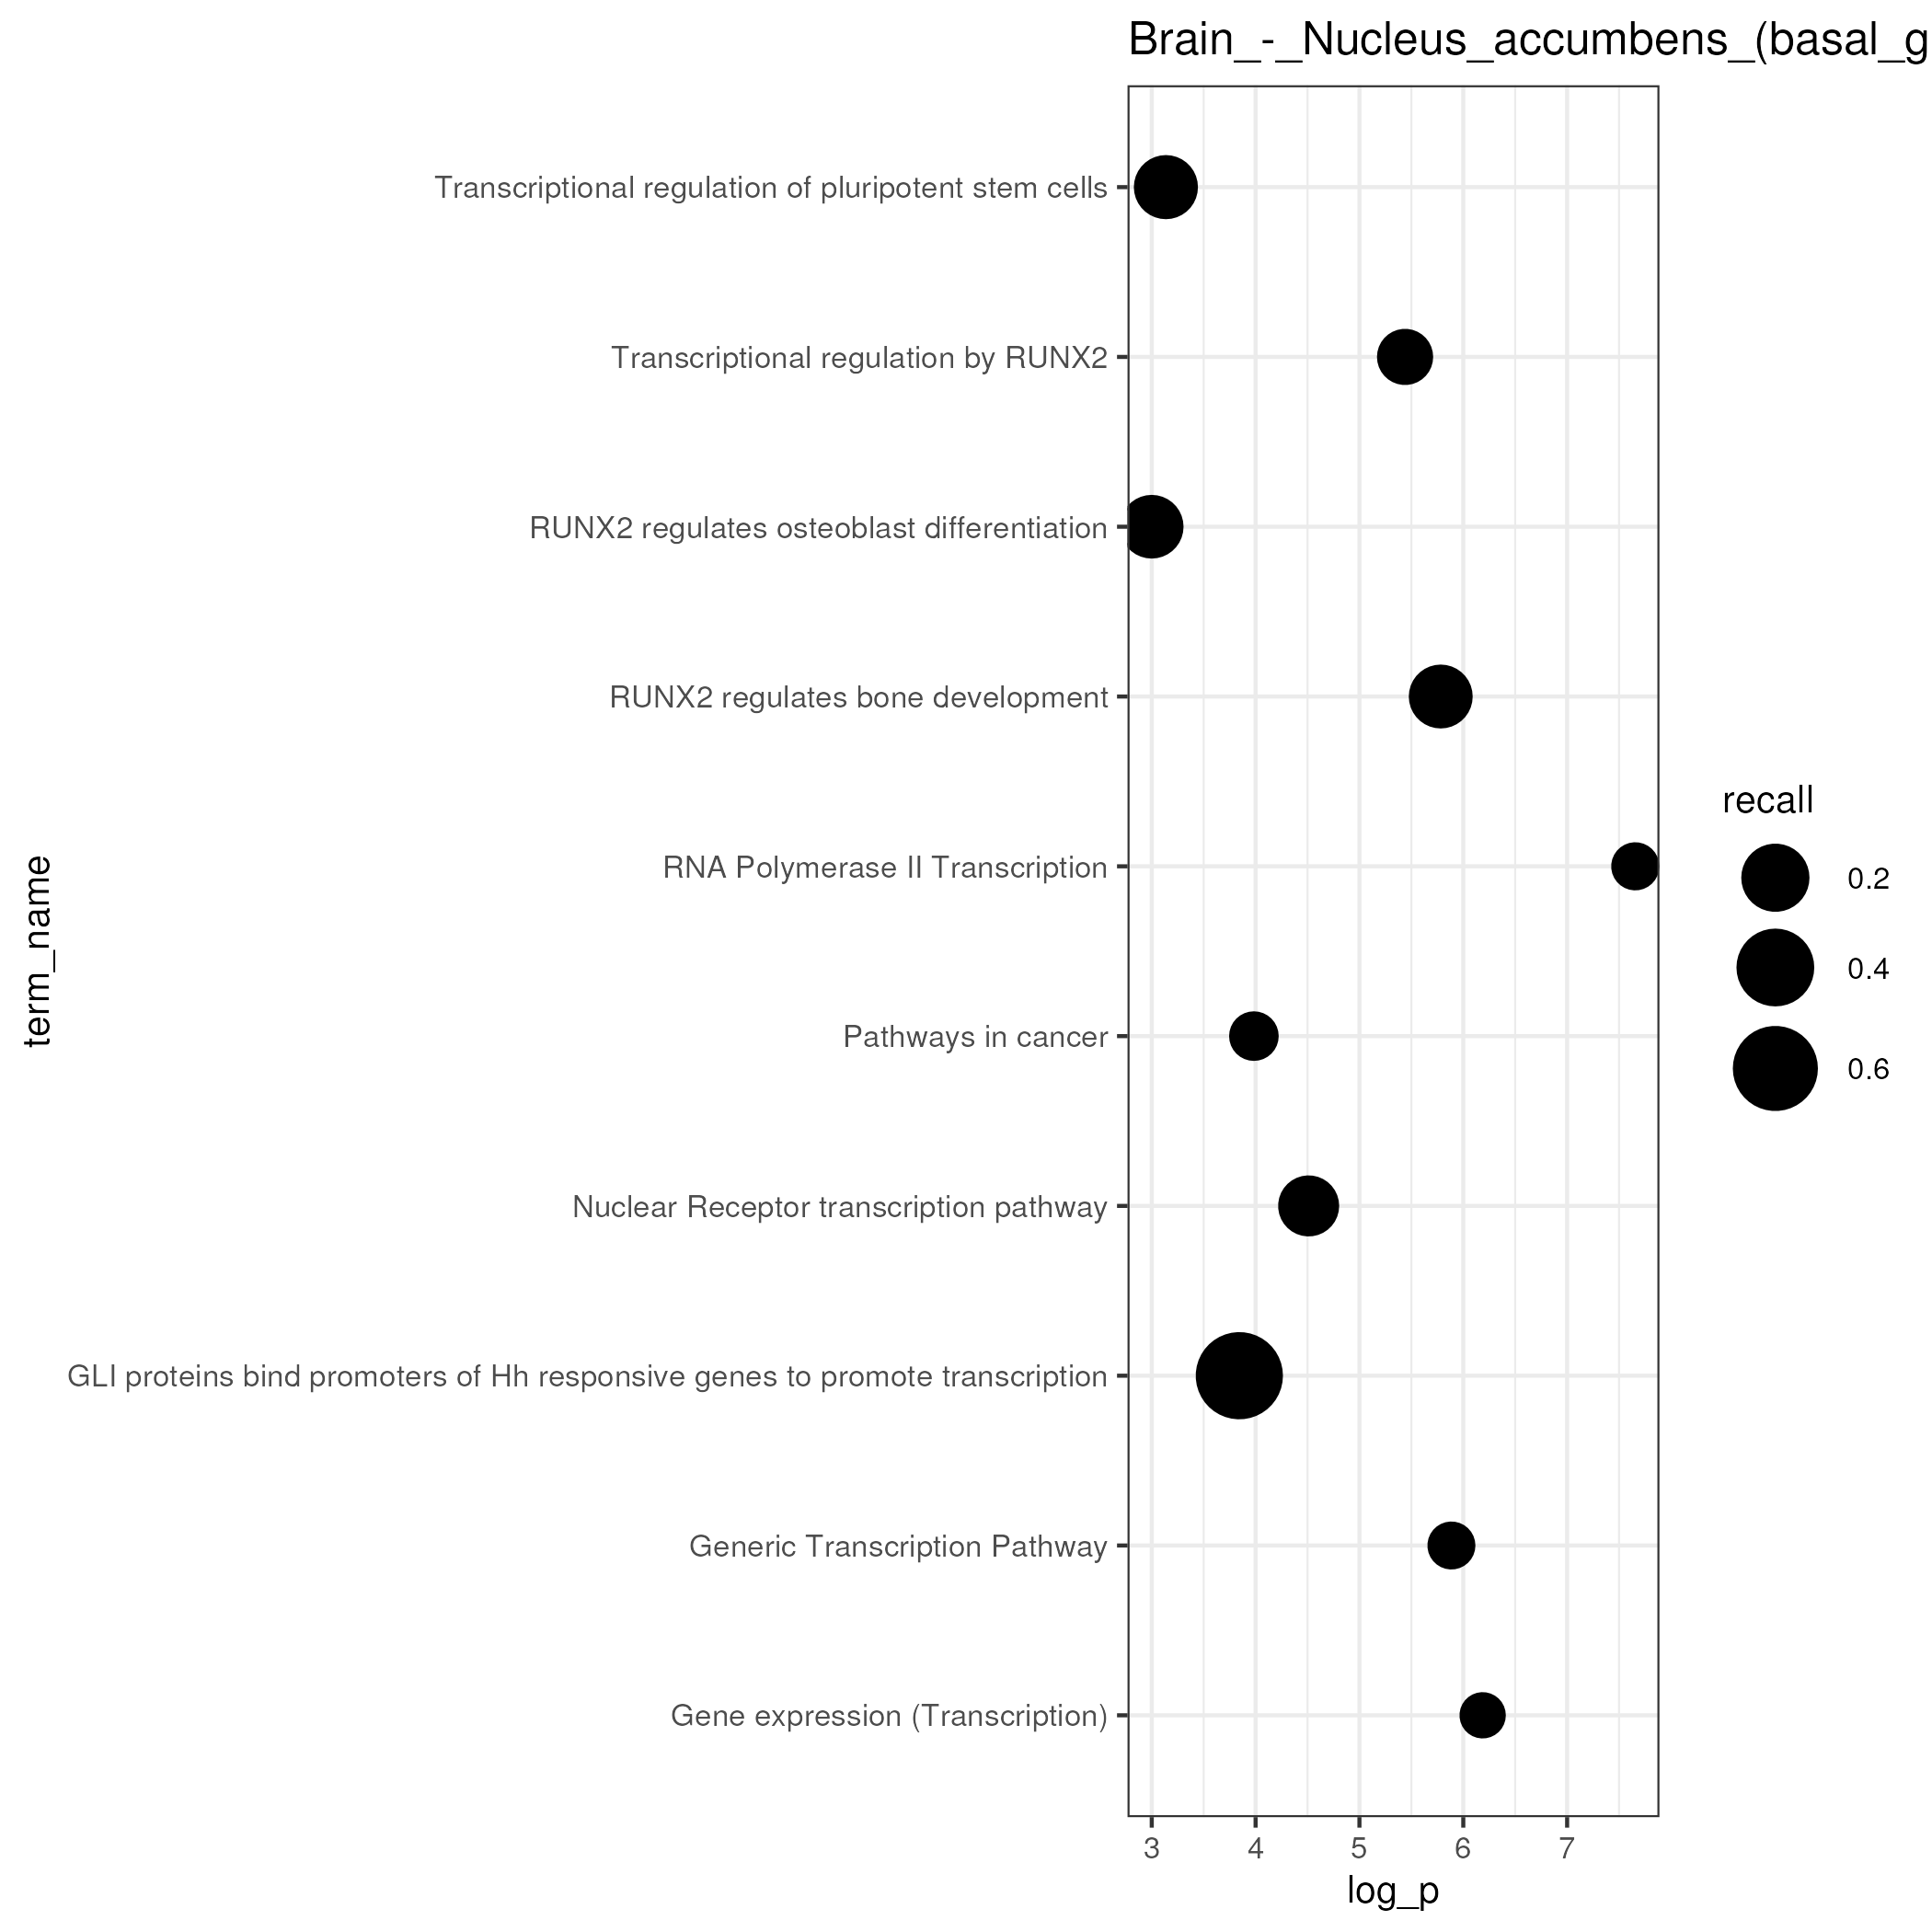 Brain_-_Nucleus_accumbens_(basal_g
Transcriptional regulation of pluripotent stem cells
Transcriptional regulation by RUNX2
RUNX2 regulates osteoblast differentiation
RUNX2 regulates bone development
RNA Polymerase II Transcription
Pathways in cancer
Nuclear Receptor transcription pathway
GLI proteins bind promoters of Hh responsive genes to promote transcription
Generic Transcription Pathway
Gene expression (Transcription)
term_name
3 4 5 6 7
log_p
recall
0.2
0.4
0.6